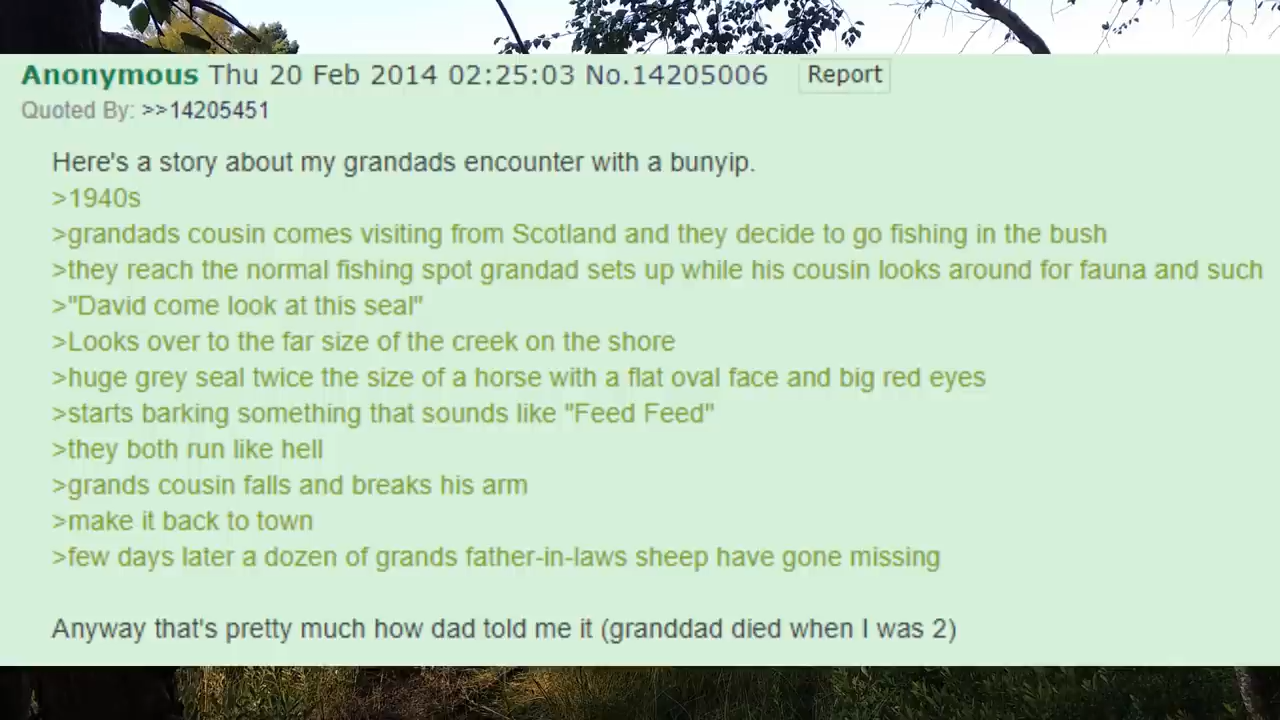 Anonymous Thu 20 Feb 2014 02:25:03 No.14205006 Report
Quoted By: >>14205451
Here's a story about my grandads encounter with a bunyip.
>1940s
>grandads cousin comes visiting from Scotland and they decide to go fishing in the bush
>they reach the normal fishing spot grandad sets up while his cousin looks around for fauna and such
>"David come look at this seal"
>Looks over to the far size of the creek on the shore
>huge grey seal twice the size of a horse with a flat oval face and big red eyes
>starts barking something that sounds like "Feed Feed"
>they both run like hell
>grands cousin falls and breaks his arm
>make it back to town
>few days later a dozen of grands father-in-laws sheep have gone missing
Anyway that's pretty much how dad told me it (granddad died when I was 2)